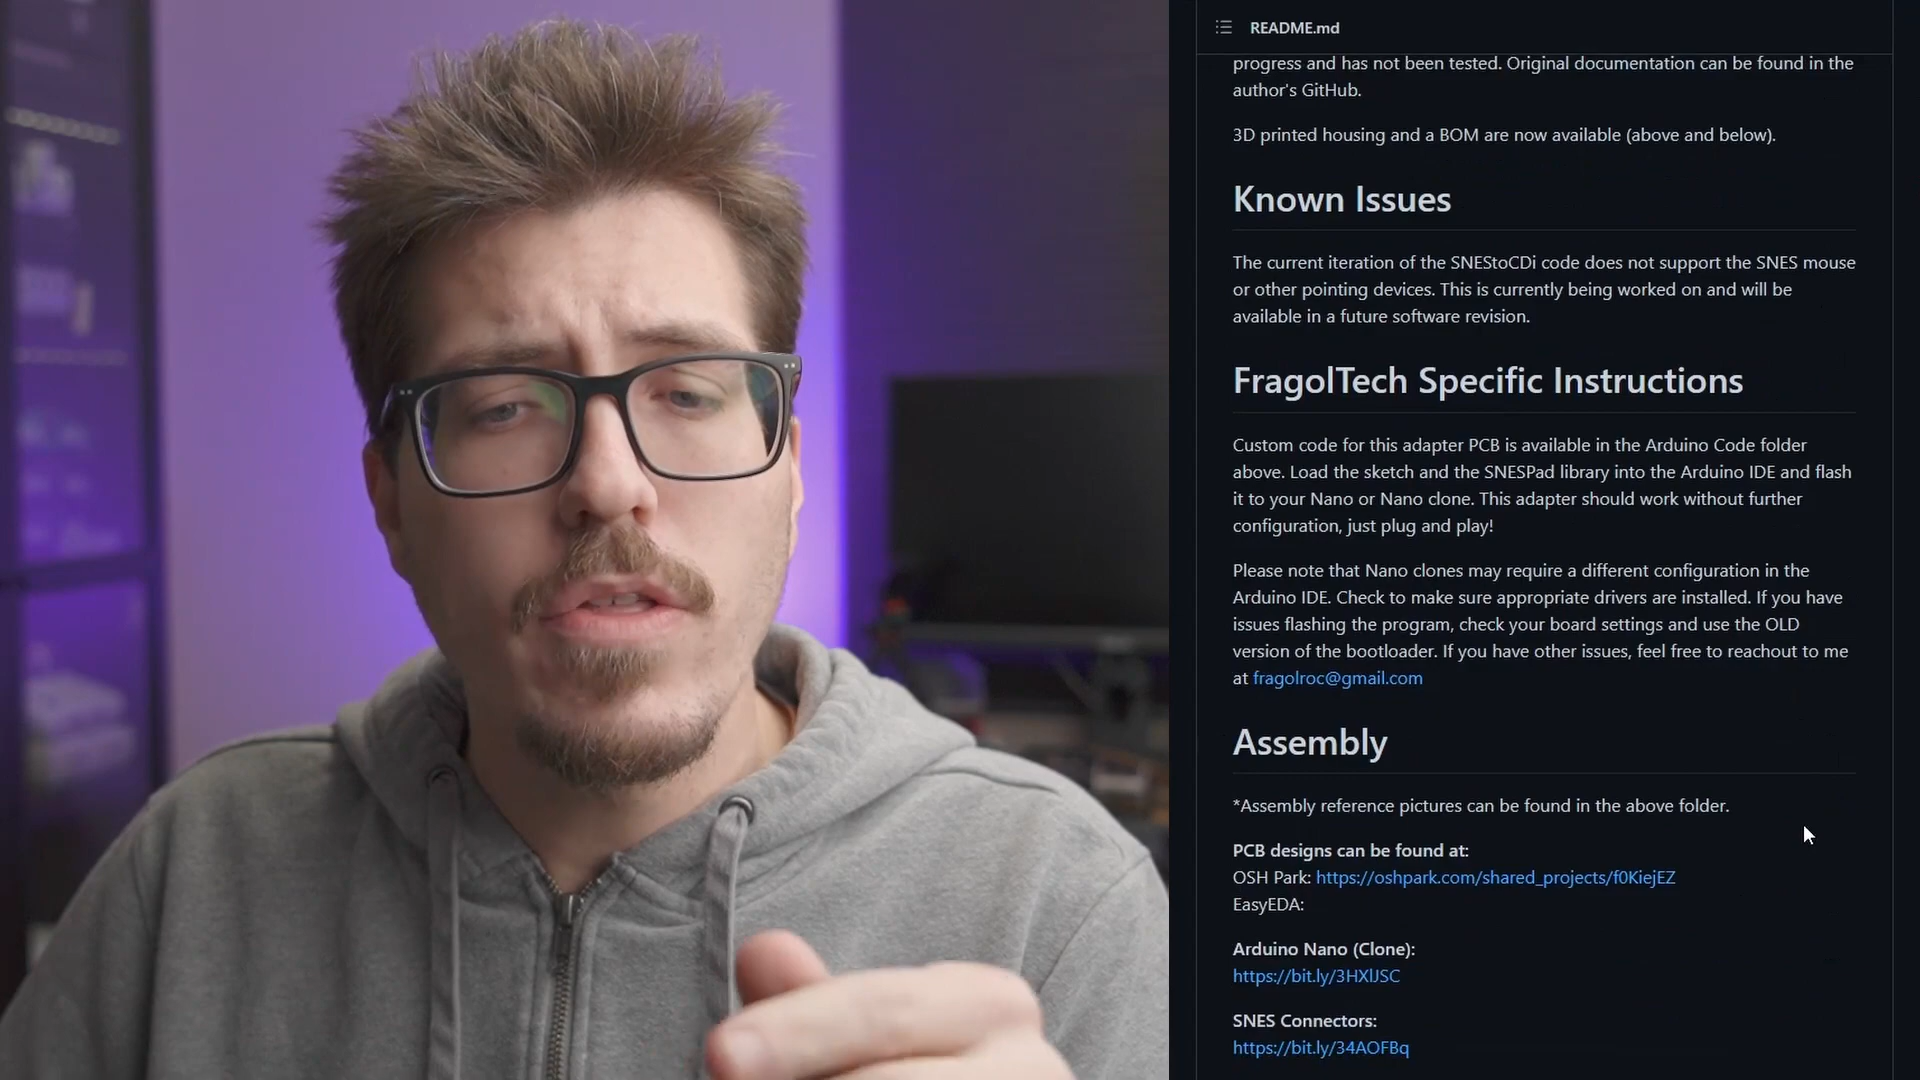 README.md
progress and has not been tested. Original documentation can be found in the
author's GitHub.
3D printed housing and a BOM are now available (above and below).
Known Issues
The current iteration of the SNEStoCDi code does not support the SNES mouse
or other pointing devices. This is currently being worked on and will be
available in a future software revision.
FragolTech Specific Instructions
Custom code for this adapter PCB is available in the Arduino Code folder
above. Load the sketch and the SNESPad library into the Arduino IDE and flash
it to your Nano or Nano clone. This adapter should work without further
configuration, just plug and play!
Please note that Nano clones may require a different configuration in the
Arduino IDE. Check to make sure appropriate drivers are installed. If you have
issues flashing the program, check your board settings and use the OLD
version of the bootloader. If you have other issues, feel free to reachout to me
at fragolroc@gmail.com
Assembly
*Assembly reference pictures can be found in the above folder.
PCB designs can be found at:
OSH Park: https://oshpark.com/shared_projects/f0KiejEZ
EasyEDA:
Arduino Nano (Clone):
https://bit.ly/3HXlJSC
SNES Connectors:
https://bit.ly/34AOFBq